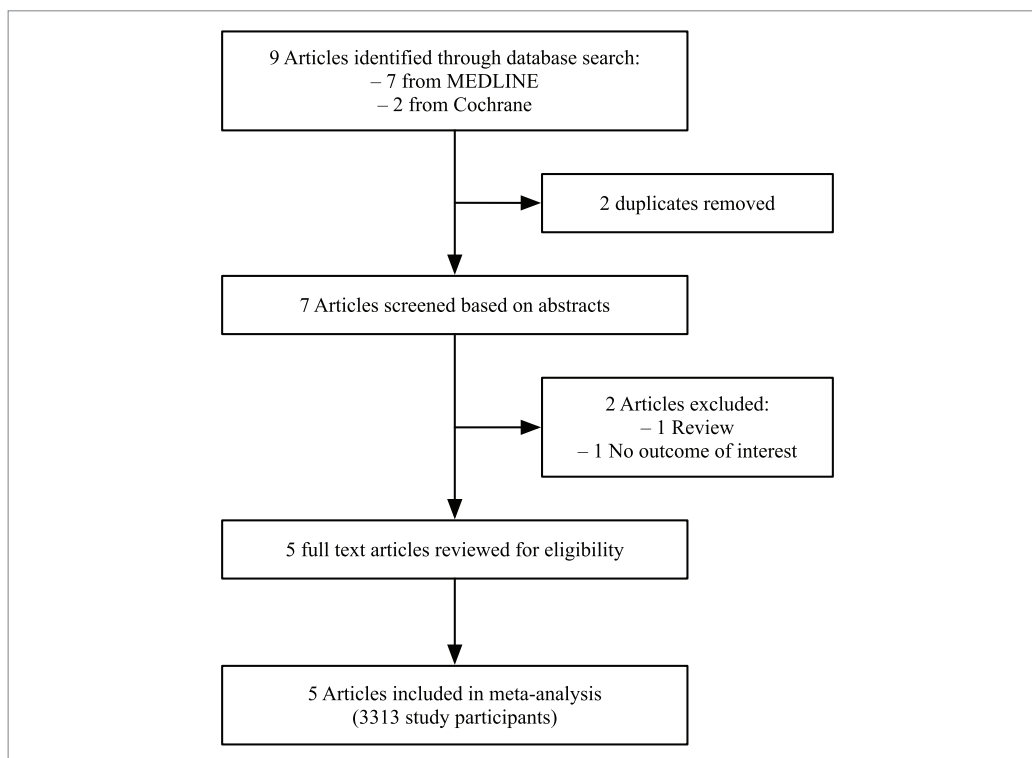 9 Articles identified through database search:
– 7 from MEDLINE
– 2 from Cochrane
2 duplicates removed
7 Articles screened based on abstracts
2 Articles excluded:
– 1 Review
– 1 No outcome of interest
5 full text articles reviewed for eligibility
5 Articles included in meta-analysis
(3313 study participants)